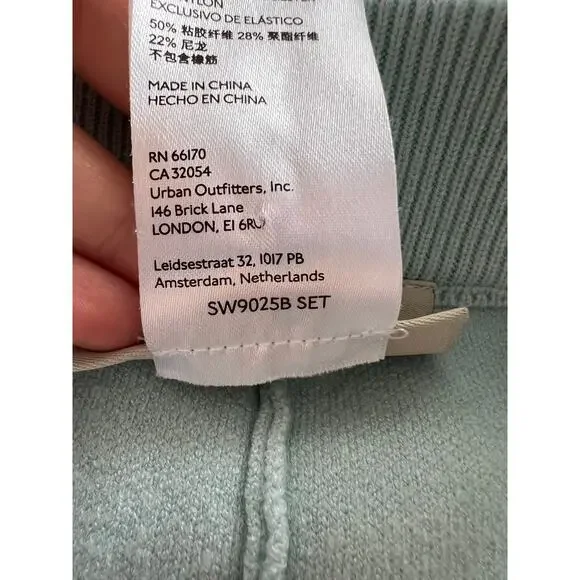 NYLON
EXCLUSIVO DE ELÁSTICO
50% 粘胶纤维 28% 聚酯纤维
22% 尼龙
不包含橡筋
MADE IN CHINA
HECHO EN CHINA
RN 66170
CA 32054
Urban Outfitters, Inc.
146 Brick Lane
LONDON, E1 6RU
Leidsestraat 32, 1017 PB
Amsterdam, Netherlands
SW9025B SET